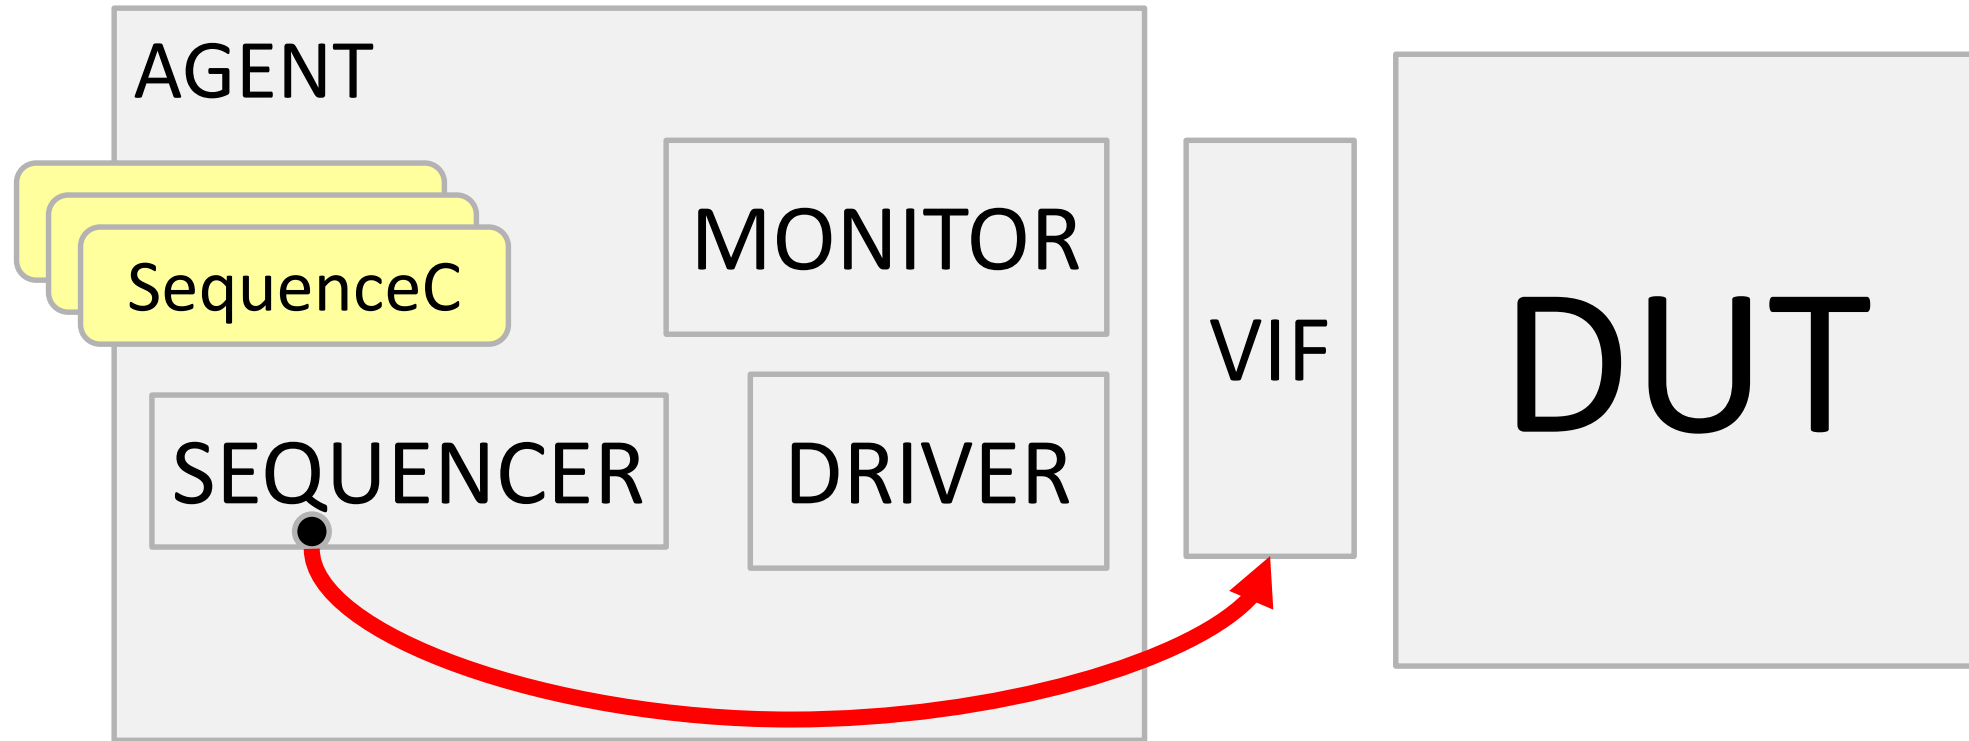 AGENT
MONITOR
SequenceC
VIF
DUT
SEQUENCER
DRIVER